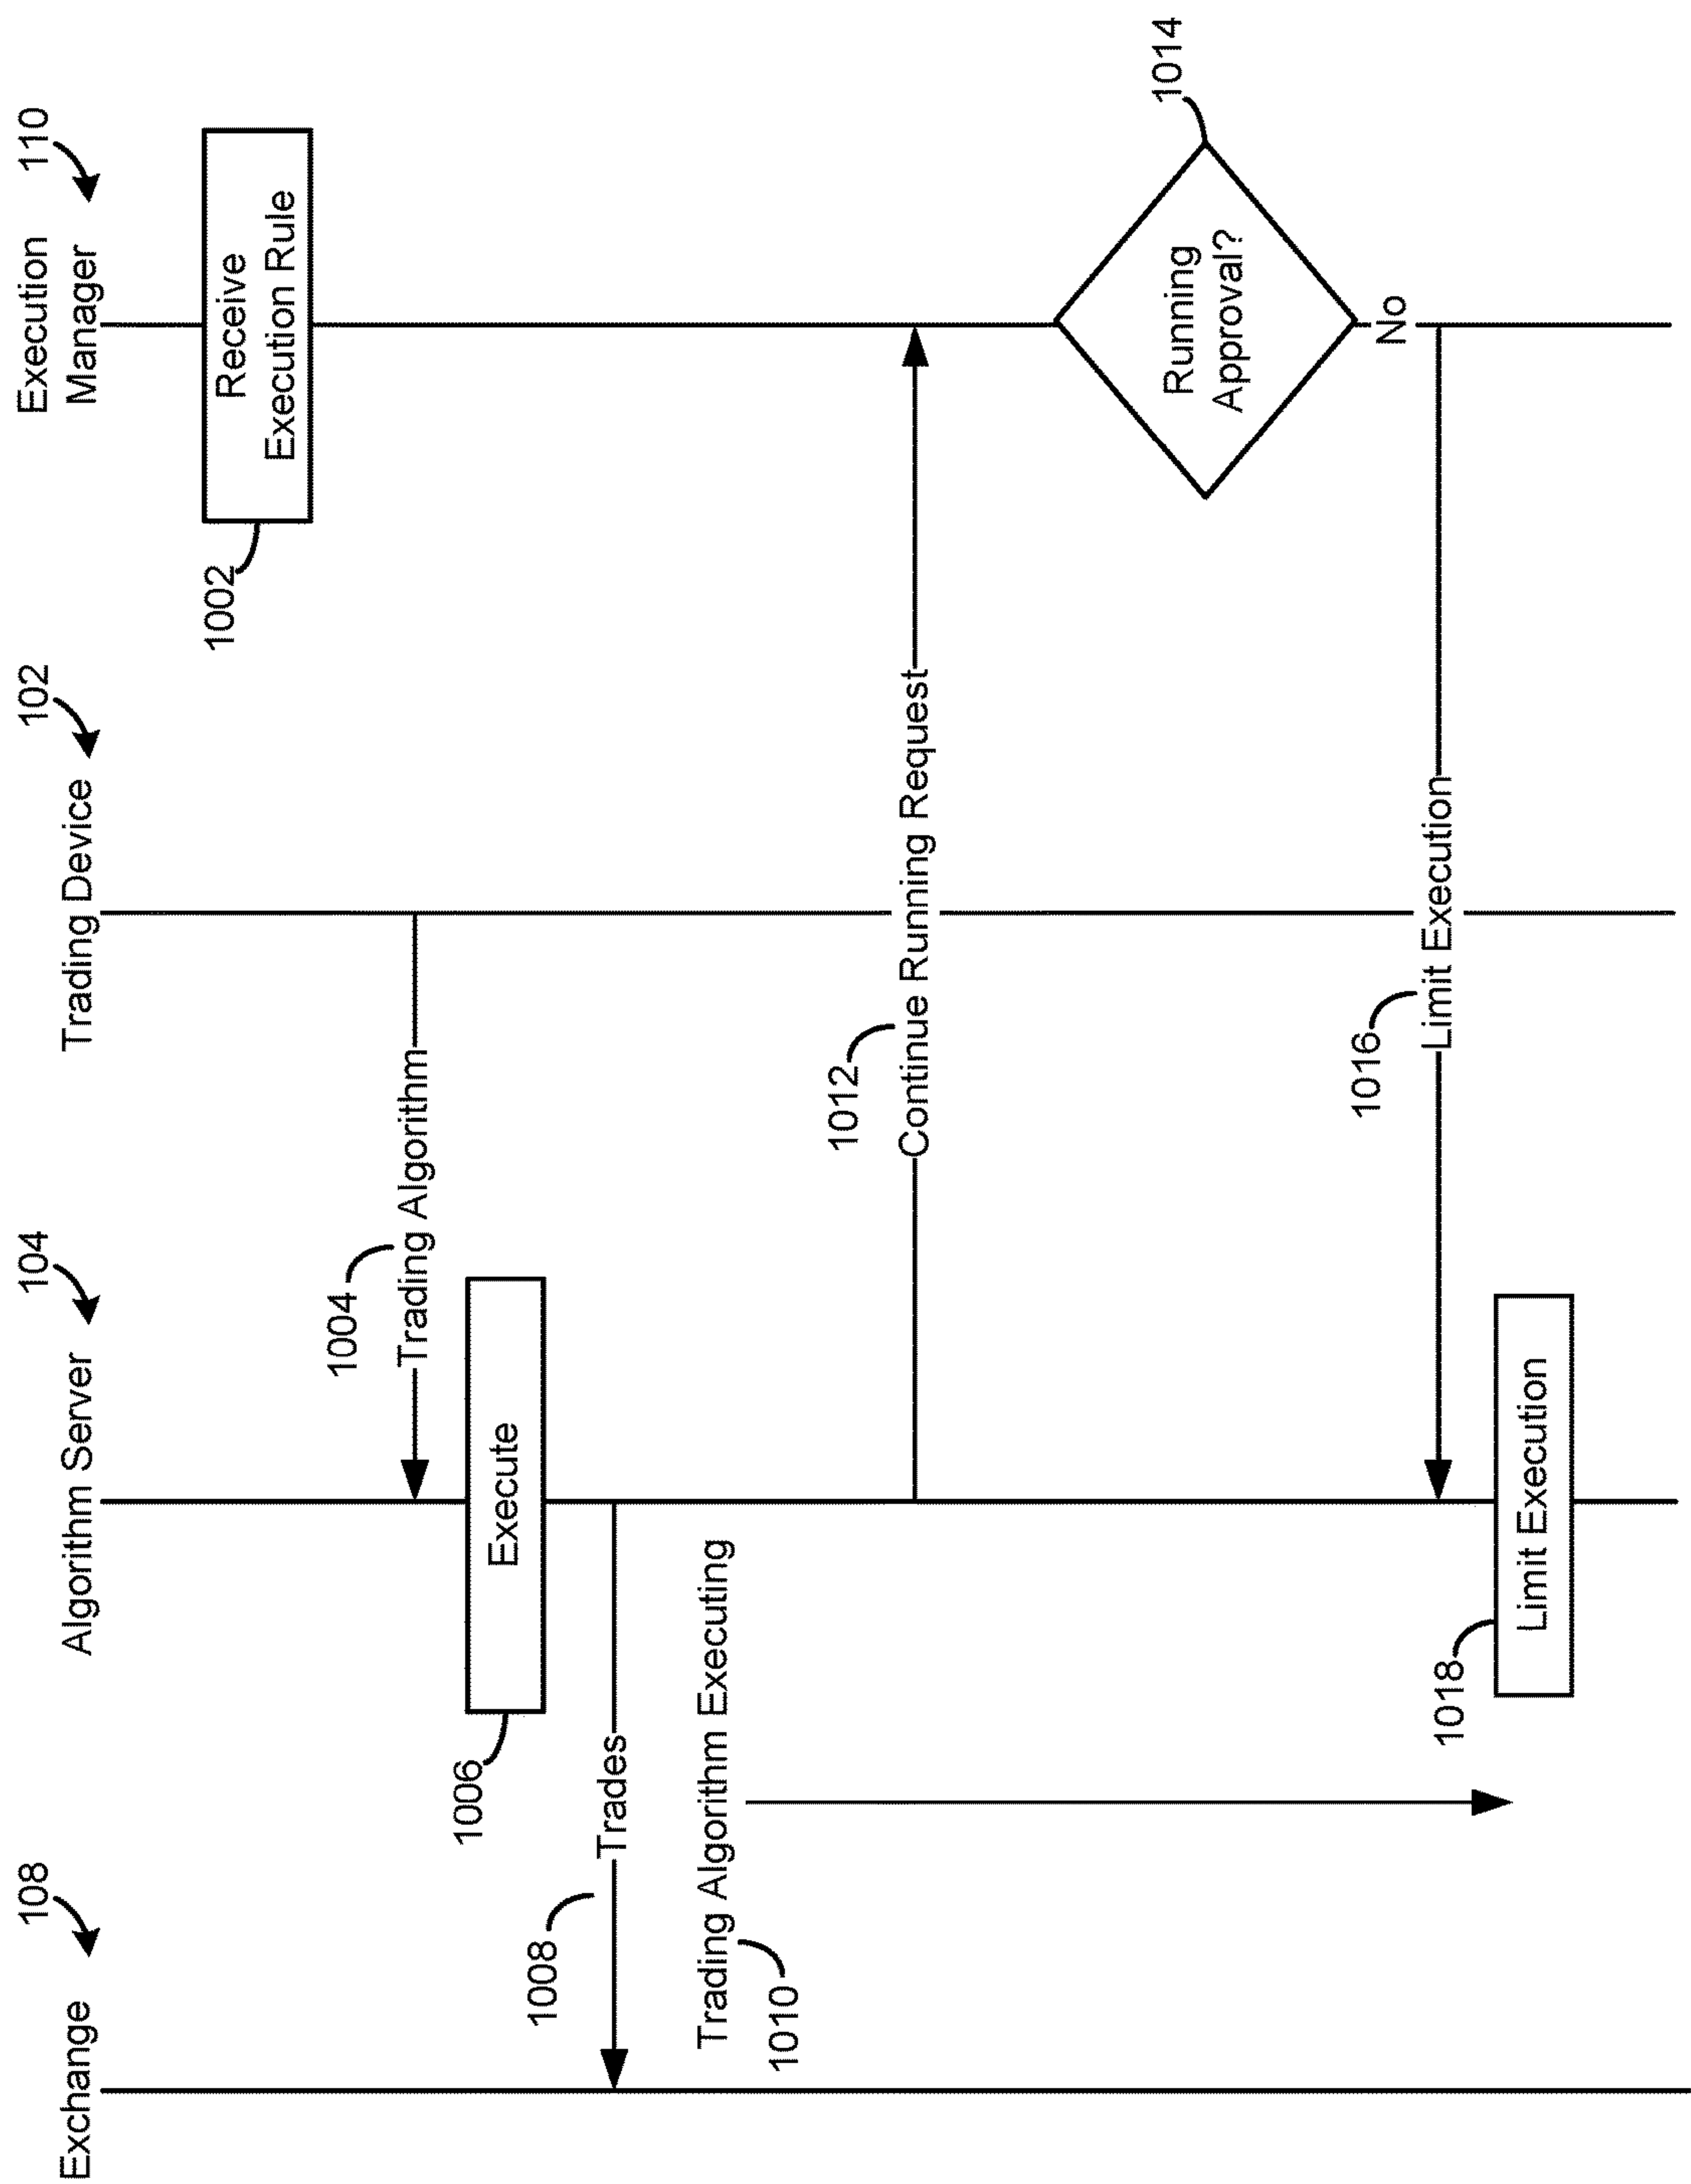 Exchange
108
Algorithm Server
104
Trading Device
102
Execution
Manager
110
1002
Receive
Execution Rule
1004
Trading Algorithm
1006
Execute
1008
Trades
Trading Algorithm Executing
1010
1012
Continue Running Request
1014
Running
Approval?
No
1016
Limit Execution
1018
Limit Execution